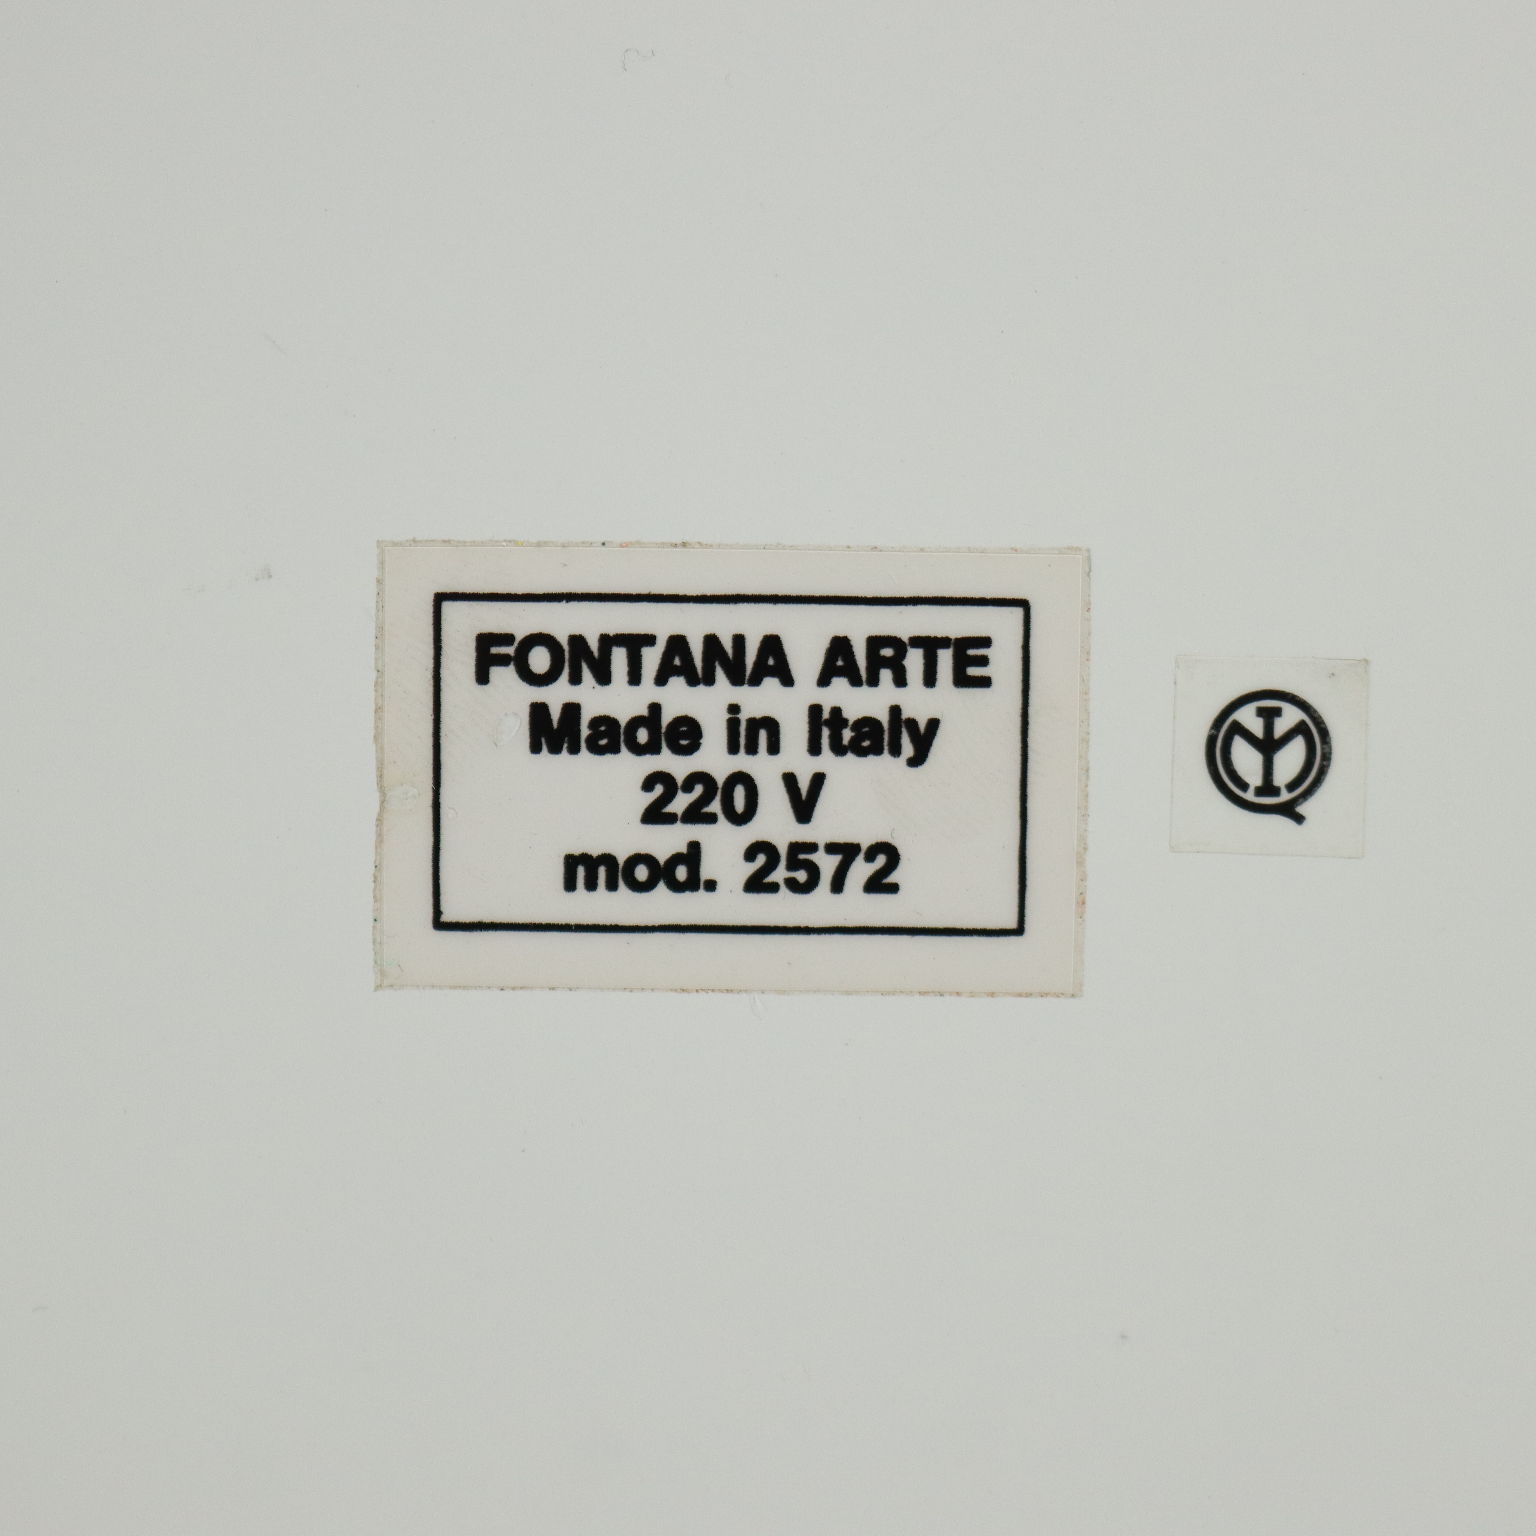 FONTANA ARTE
Made in Italy
220 V
mod. 2572